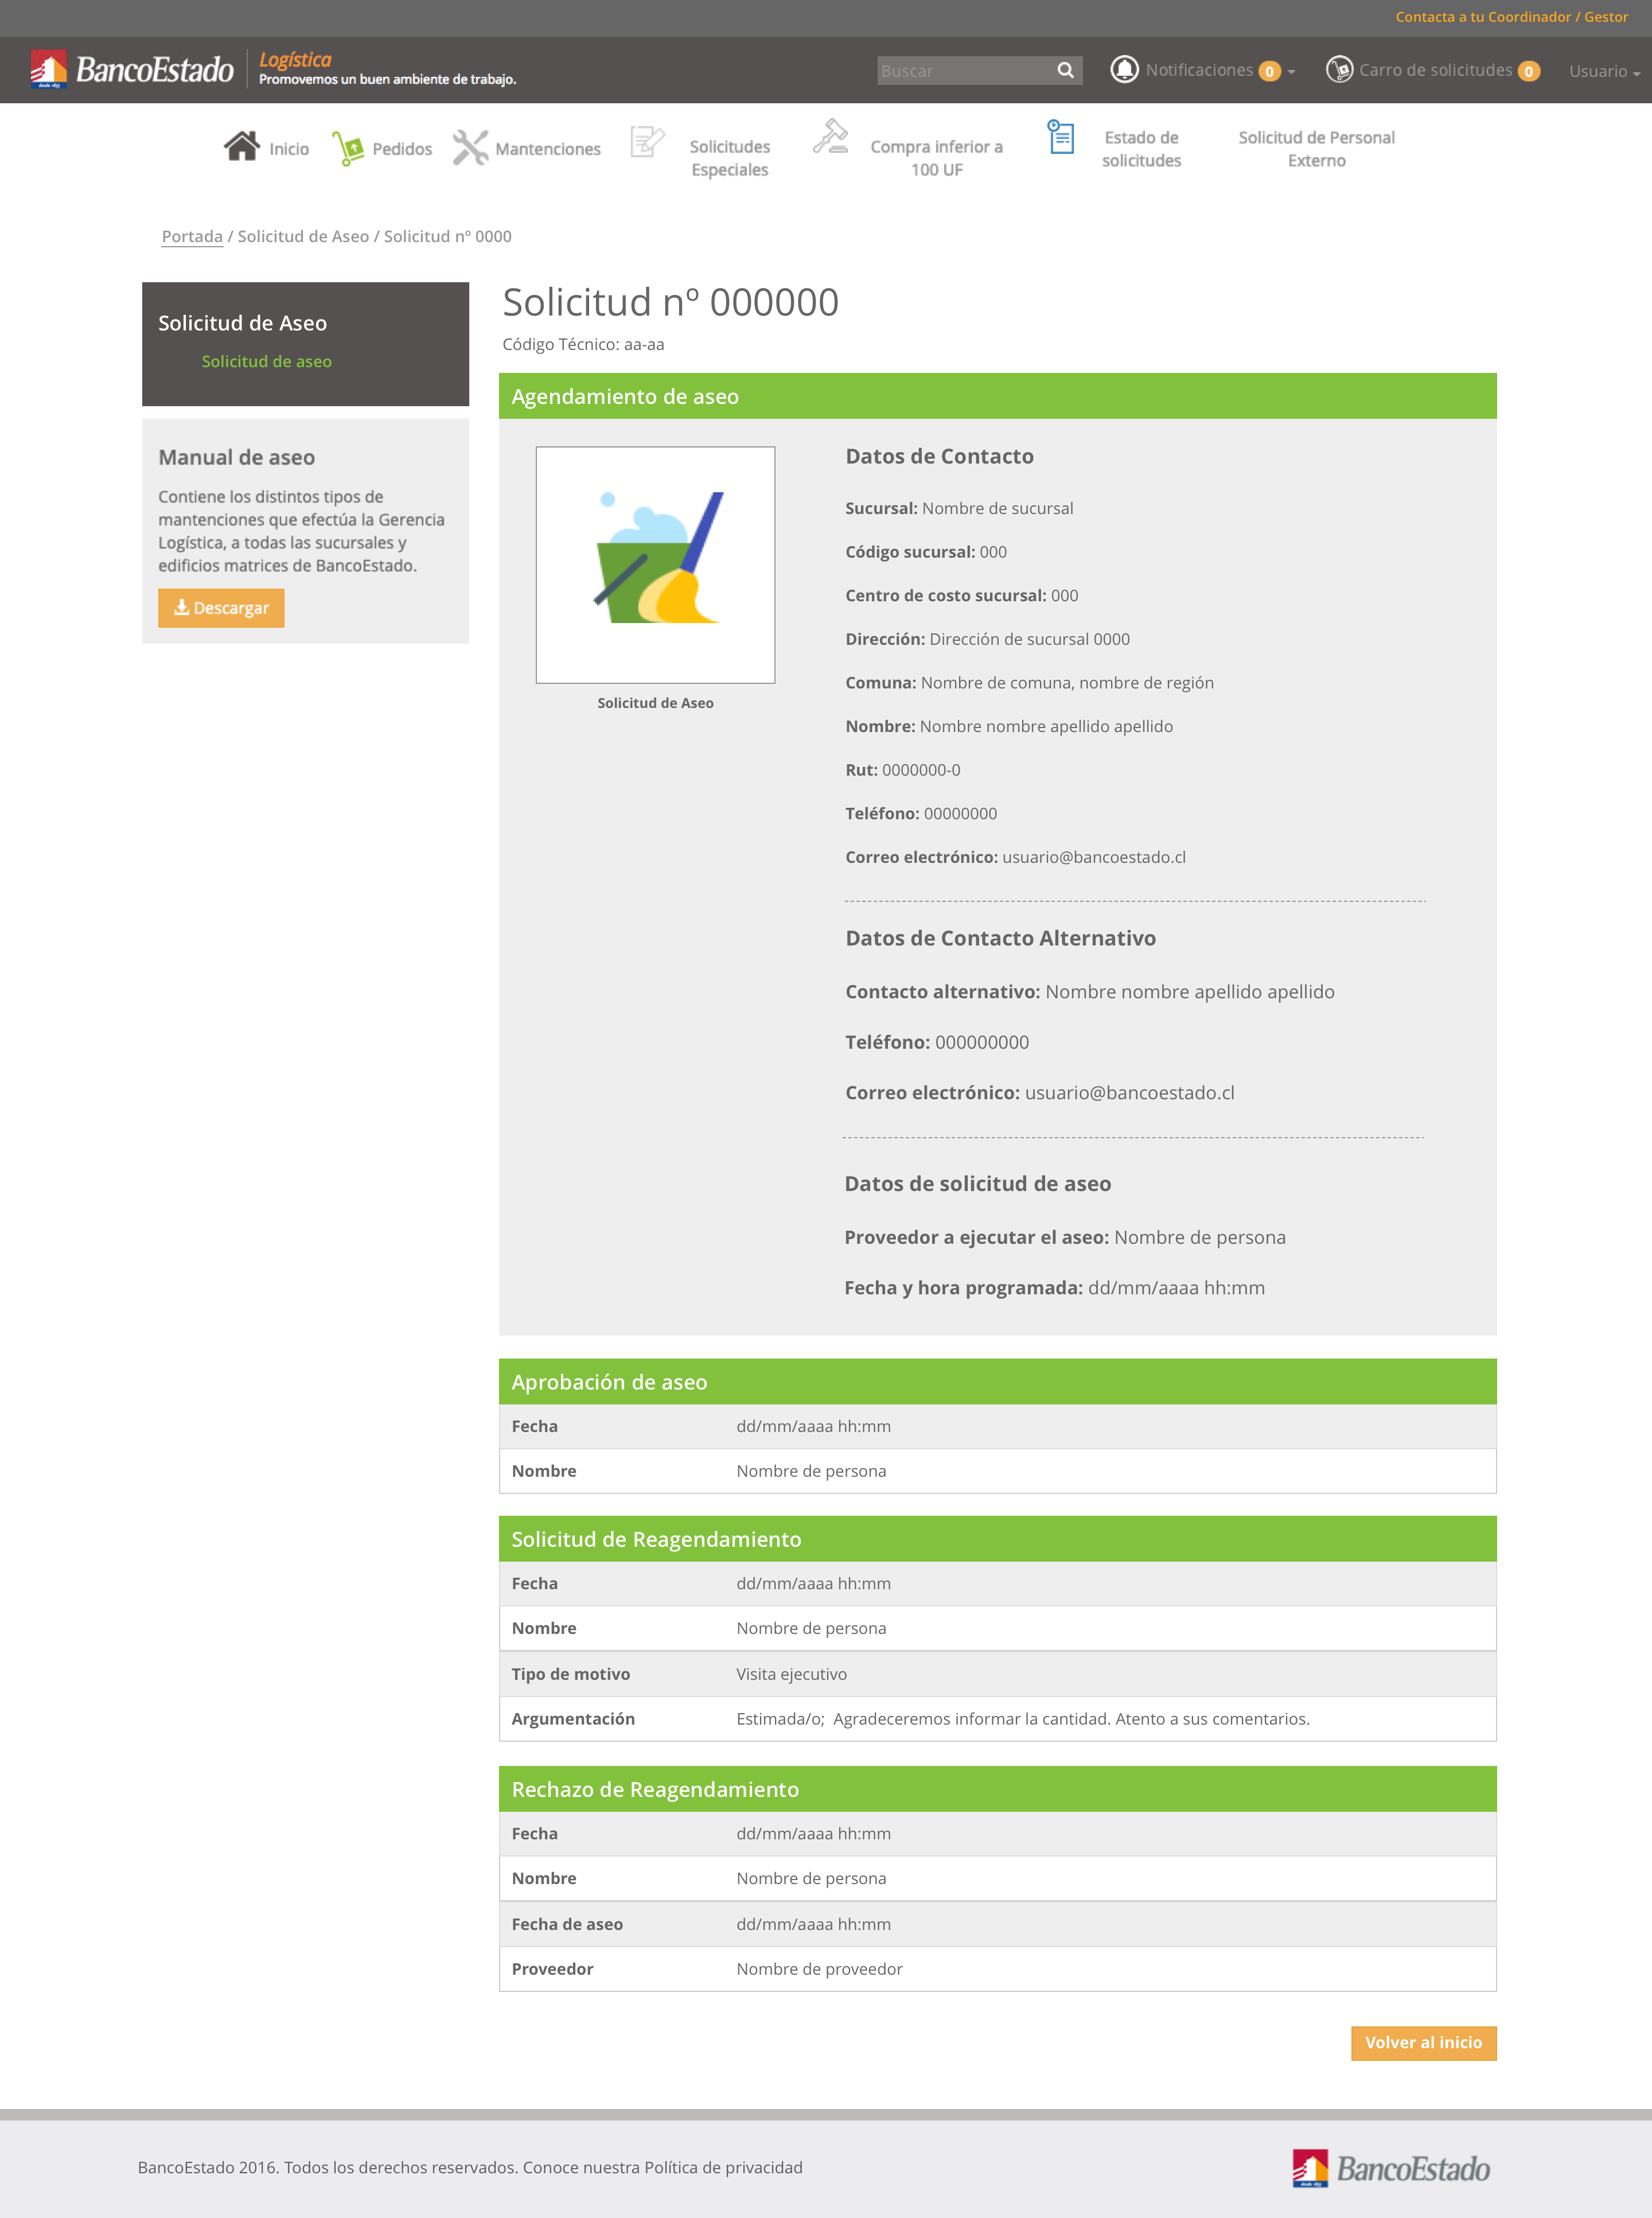 Contacta a tu Coordinador / Gestor
BancoEstado
Logística
Promovemos un buen ambiente de trabajo.
Buscar
Notificaciones 0
Carro de solicitudes 0
Usuario
Inicio
Pedidos
Mantenciones
Solicitudes
Especiales
Compra inferior a
100 UF
Estado de
solicitudes
Solicitud de Personal
Externo
Portada / Solicitud de Aseo / Solicitud nº 0000
Solicitud de Aseo
Solicitud de aseo
Manual de aseo
Contiene los distintos tipos de
mantenciones que efectúa la Gerencia
Logística, a todas las sucursales y
edificios matrices de BancoEstado.
Descargar
Solicitud nº 000000
Código Técnico: aa-aa
Agendamiento de aseo
Solicitud de Aseo
Datos de Contacto
Sucursal: Nombre de sucursal
Código sucursal: 000
Centro de costo sucursal: 000
Dirección: Dirección de sucursal 0000
Comuna: Nombre de comuna, nombre de región
Nombre: Nombre nombre apellido apellido
Rut: 0000000-0
Teléfono: 00000000
Correo electrónico: usuario@bancoestado.cl
Datos de Contacto Alternativo
Contacto alternativo: Nombre nombre apellido apellido
Teléfono: 000000000
Correo electrónico: usuario@bancoestado.cl
Datos de solicitud de aseo
Proveedor a ejecutar el aseo: Nombre de persona
Fecha y hora programada: dd/mm/aaaa hh:mm
Aprobación de aseo
Fecha dd/mm/aaaa hh:mm
Nombre Nombre de persona
Solicitud de Reagendamiento
Fecha dd/mm/aaaa hh:mm
Nombre Nombre de persona
Tipo de motivo Visita ejecutivo
Argumentación Estimada/o;  Agradeceremos informar la cantidad. Atento a sus comentarios.
Rechazo de Reagendamiento
Fecha dd/mm/aaaa hh:mm
Nombre Nombre de persona
Fecha de aseo dd/mm/aaaa hh:mm
Proveedor Nombre de proveedor
Volver al inicio
BancoEstado 2016. Todos los derechos reservados. Conoce nuestra Política de privacidad
BancoEstado